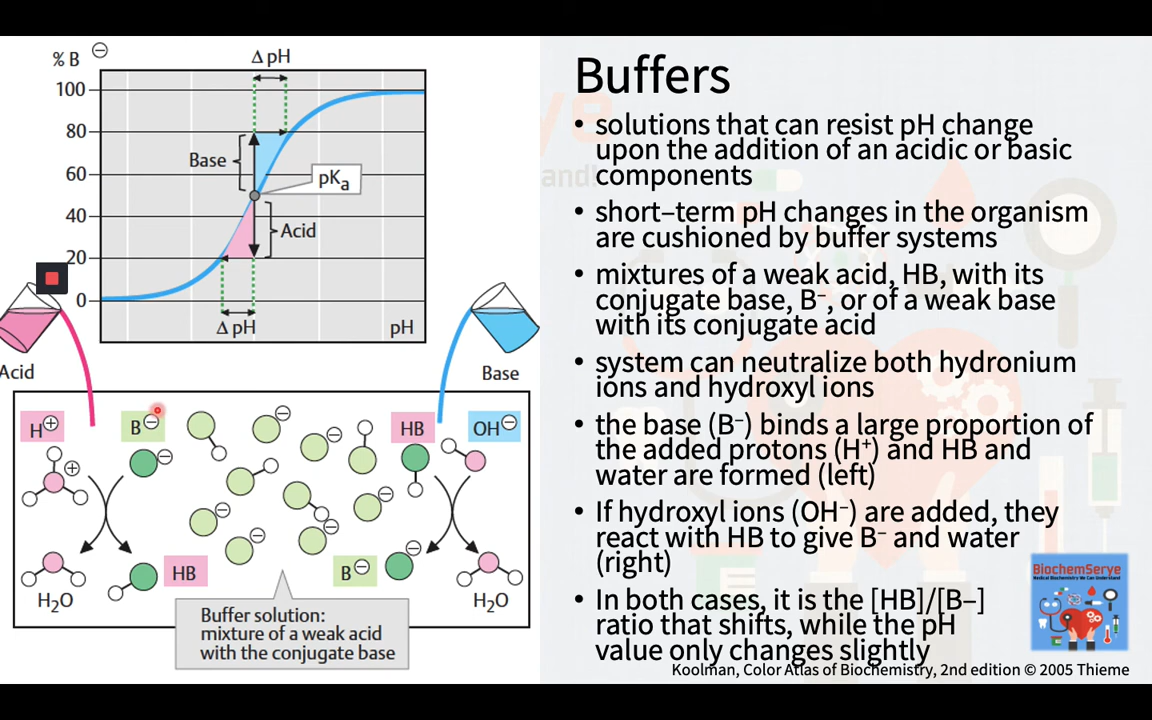 % B ⊖
Δ pH
100
80
60
40
20
0
Base
pKa
Acid
Δ pH
pH
Acid
Base
H⊕
B⊖
HB
OH⊖
⊖
⊖
⊖
⊖
⊕
⊖
⊖
⊖
⊖
⊖
HB
B⊖
H₂O
H₂O
Buffer solution:
mixture of a weak acid
with the conjugate base
Buffers
• solutions that can resist pH change
upon the addition of an acidic or basic
components
• short–term pH changes in the organism
are cushioned by buffer systems
• mixtures of a weak acid, HB, with its
conjugate base, B⁻, or of a weak base
with its conjugate acid
• system can neutralize both hydronium
ions and hydroxyl ions
• the base (B⁻) binds a large proportion of
the added protons (H⁺) and HB and
water are formed (left)
• If hydroxyl ions (OH⁻) are added, they
react with HB to give B⁻ and water
(right)
• In both cases, it is the [HB]/[B–]
ratio that shifts, while the pH
value only changes slightly
BiochemSerye
Medical Biochemistry We Can Understand
Koolman, Color Atlas of Biochemistry, 2nd edition © 2005 Thieme